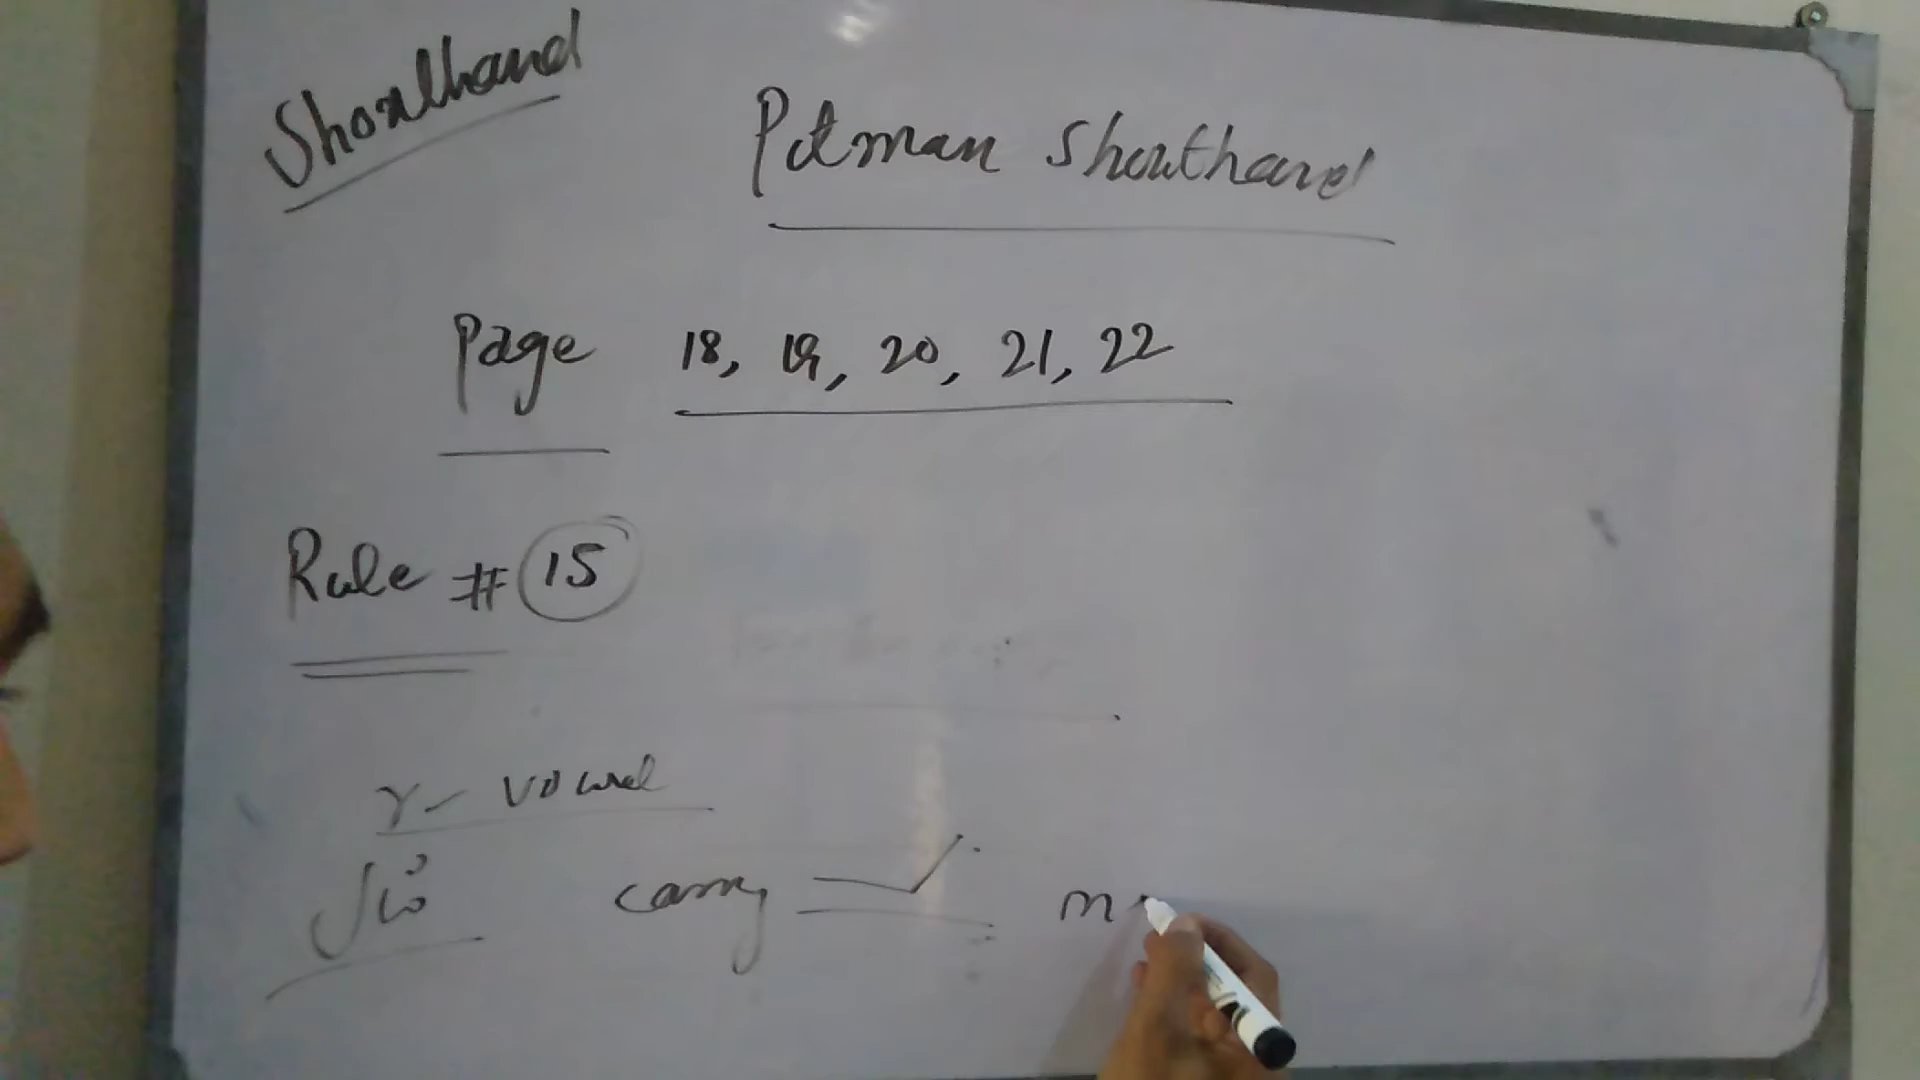 Shorthand
Pitman Shorthand
Page 18, 19, 20, 21, 22
Rule # 15
r - vowel
carry m